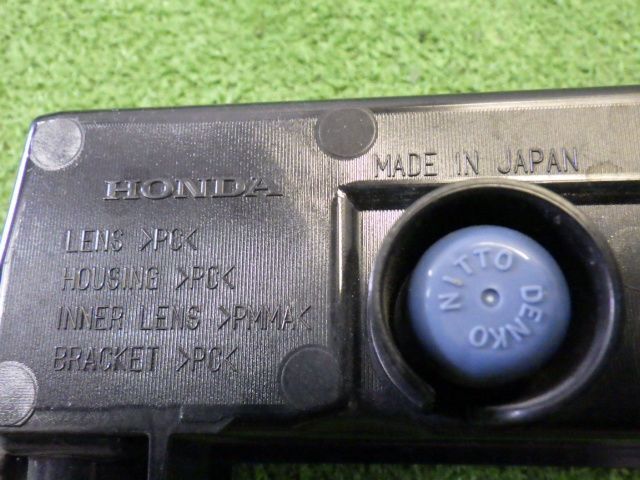 HONDA
MADE IN JAPAN
LENS >PC<
HOUSING >PC<
INNER LENS >PMMA<
BRACKET >PC<
NITTO DENKO